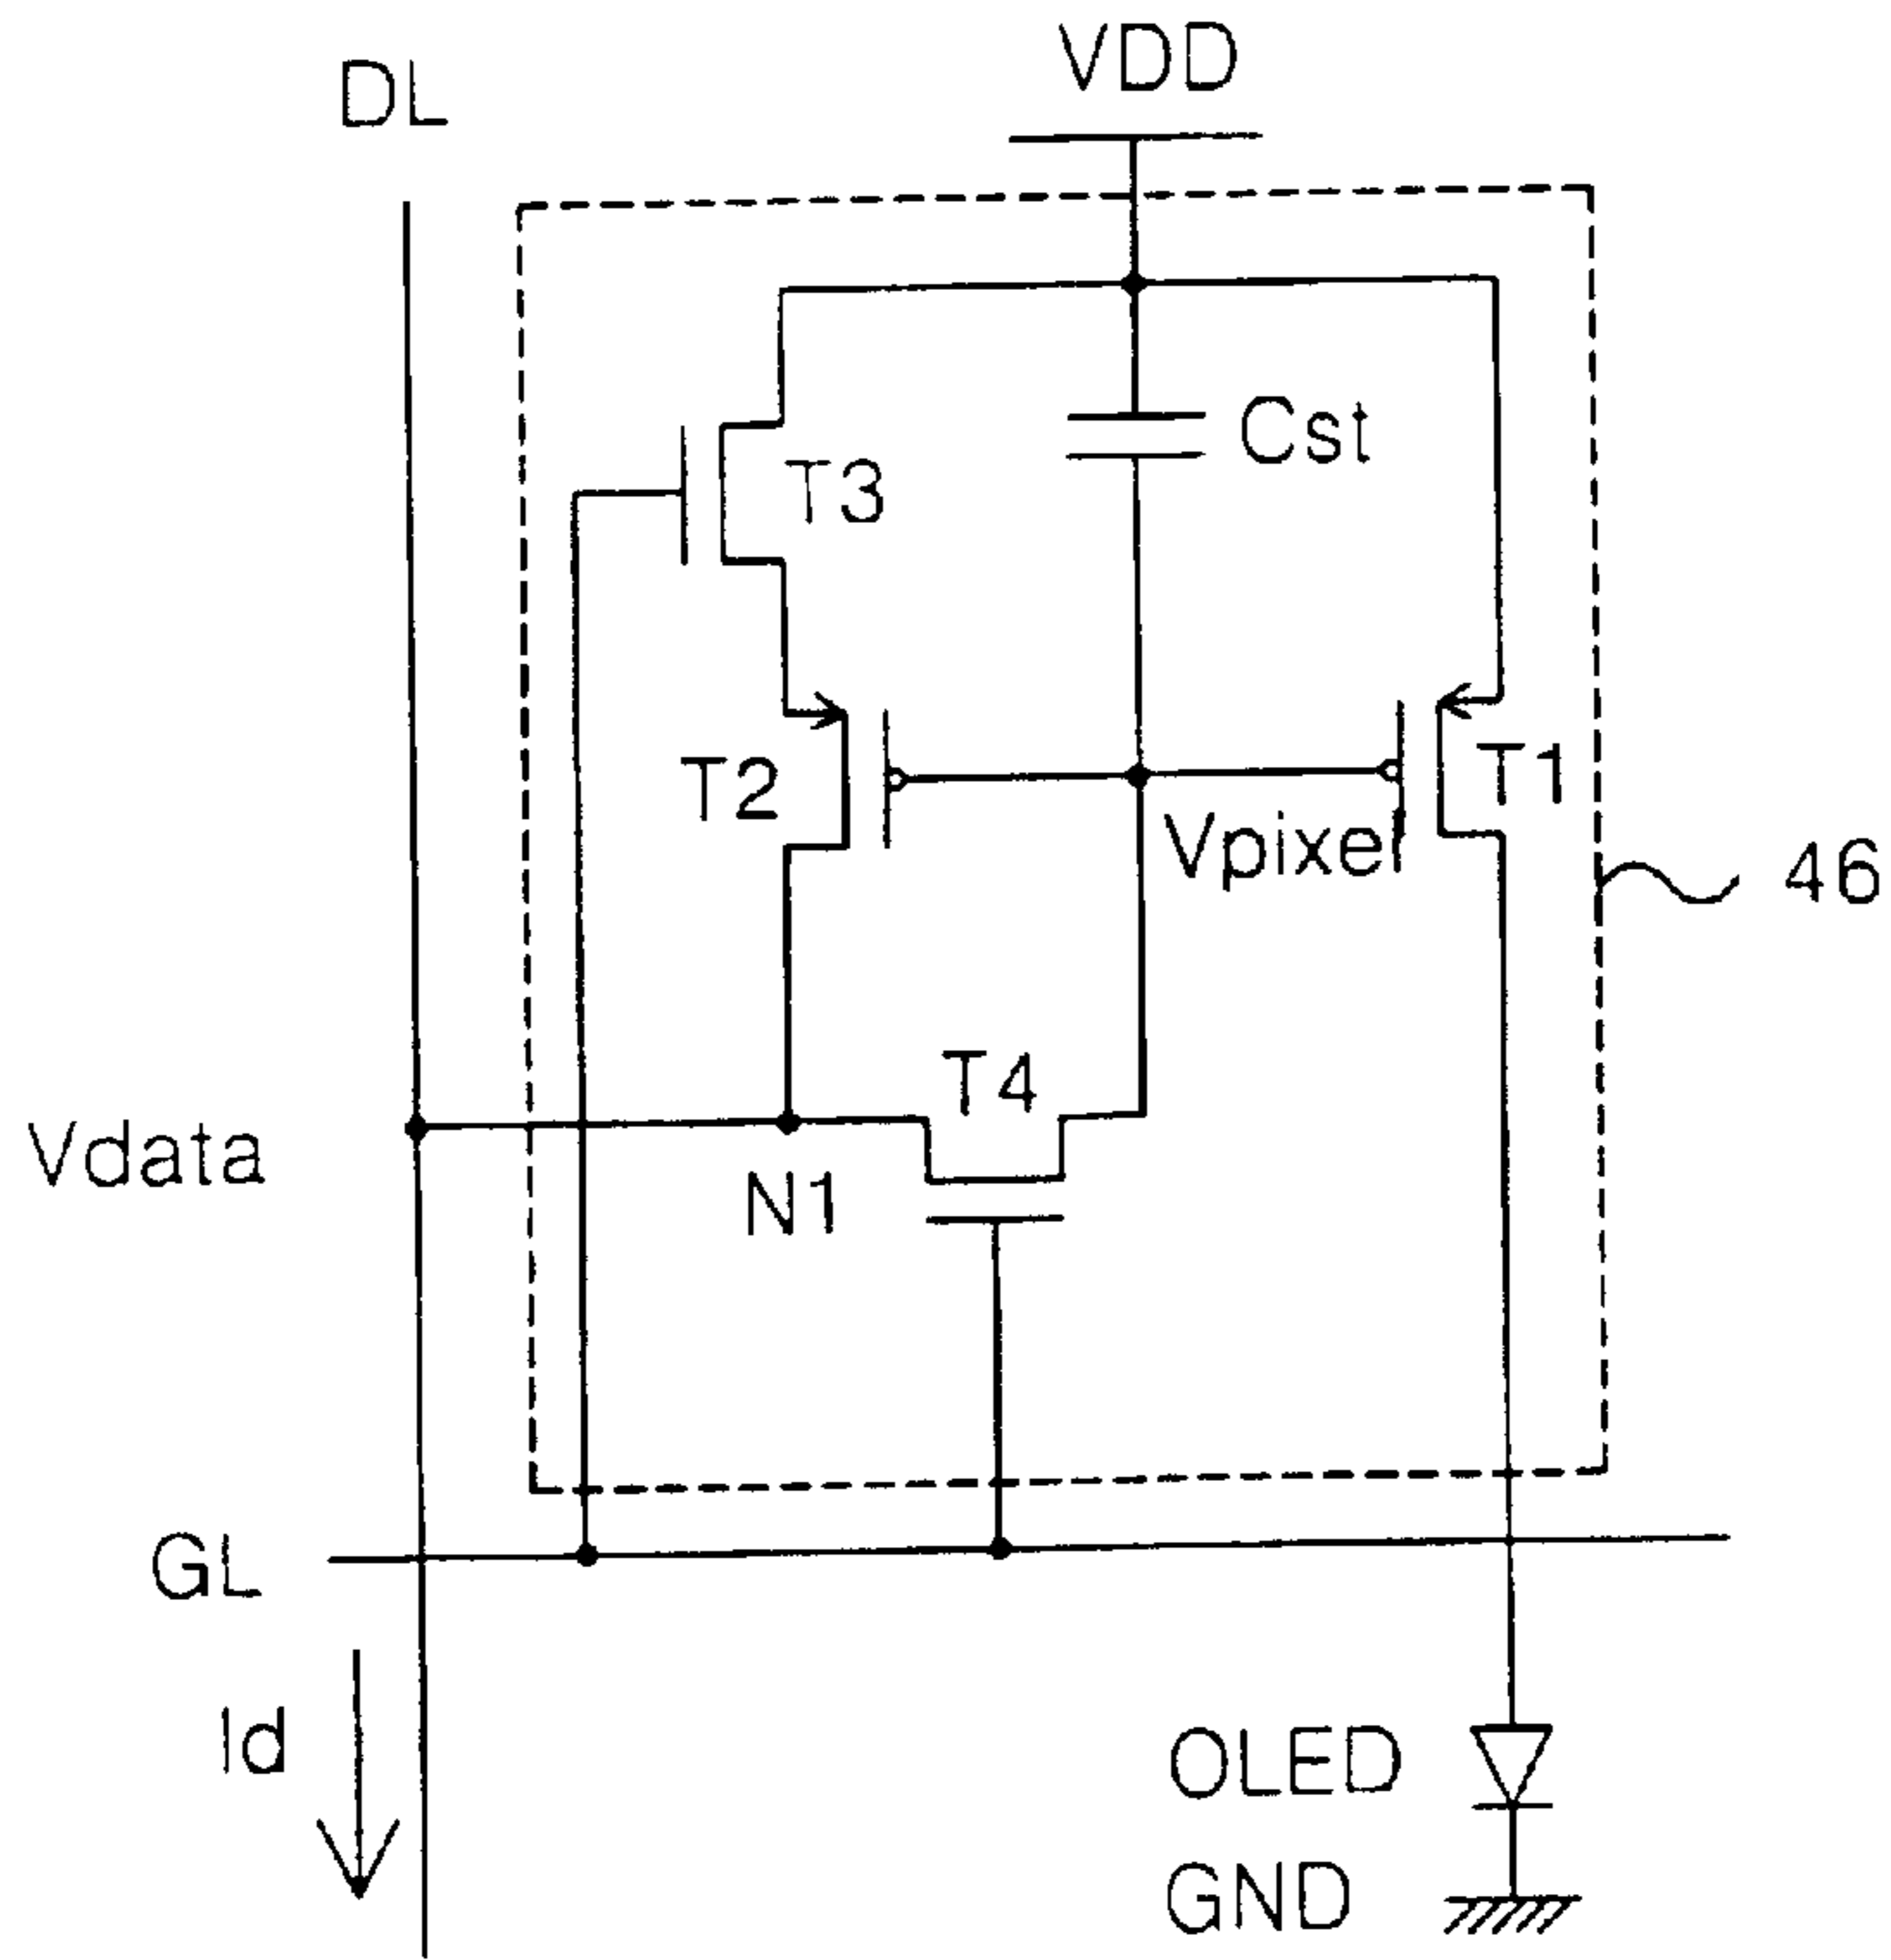 VDD
DL
Cst
T3
T2
T1
Vpixel
46
T4
Vdata
N1
GL
Id
OLED
GND